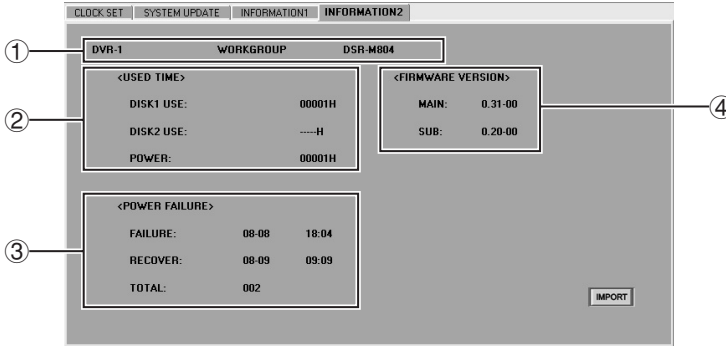 CLOCK SET SYSTEM UPDATE INFORMATION1 INFORMATION2
① DVR-1 WORKGROUP DSR-M804
<USED TIME> <FIRMWARE VERSION>
DISK1 USE: 00001H MAIN: 0.31-00 ④
② DISK2 USE: -----H SUB: 0.20-00
POWER: 00001H
<POWER FAILURE>
FAILURE: 08-08 18:04
③ RECOVER: 08-09 09:09
TOTAL: 002
IMPORT